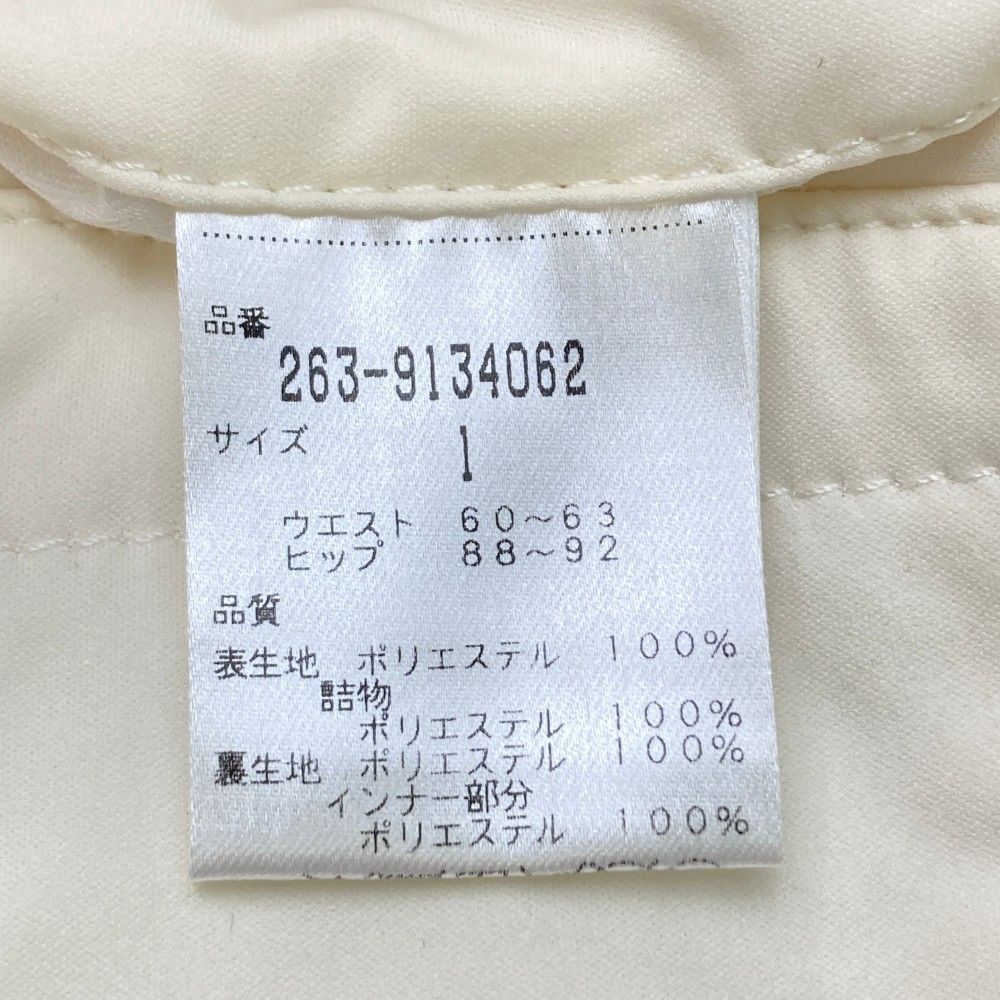 品番
263-9134062
サイズ 1
ウエスト 60～63
ヒップ 88～92
品質
表生地 ポリエステル 100%
詰物
ポリエステル 100%
裏生地 ポリエステル 100%
インナー部分
ポリエステル 100%